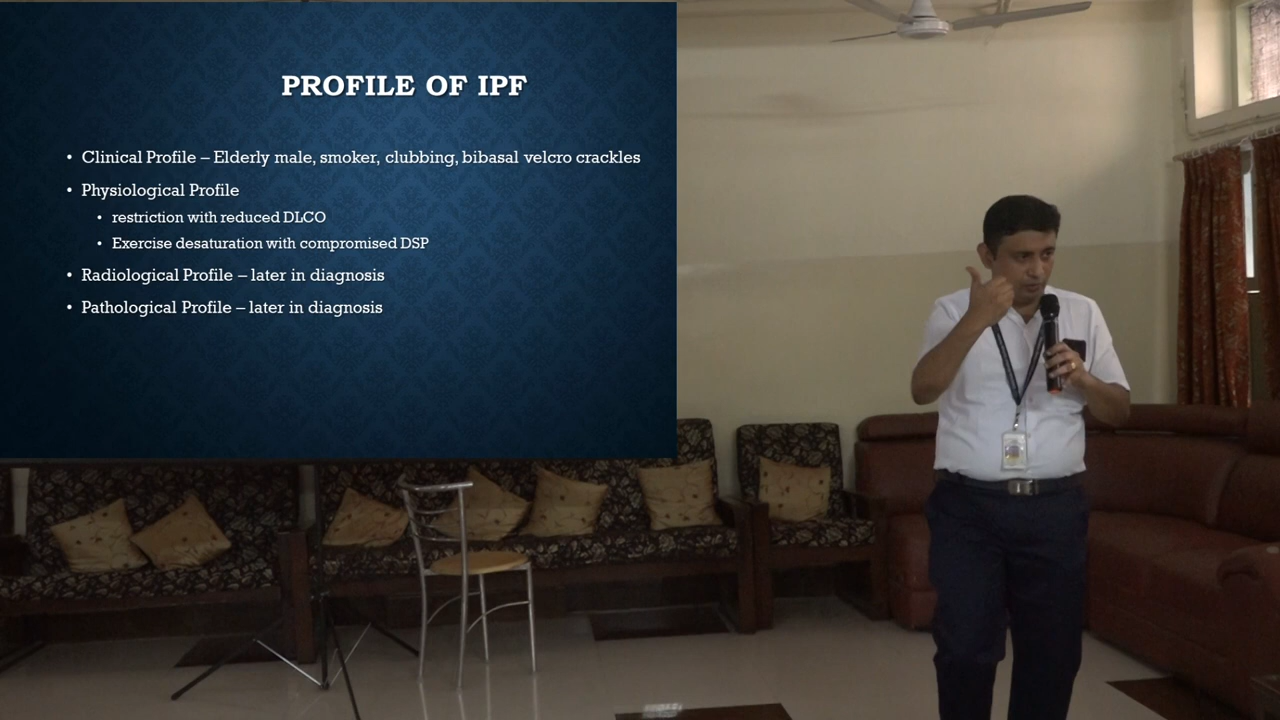 PROFILE OF IPF
• Clinical Profile – Elderly male, smoker, clubbing, bibasal velcro crackles
• Physiological Profile
• restriction with reduced DLCO
• Exercise desaturation with compromised DSP
• Radiological Profile – later in diagnosis
• Pathological Profile – later in diagnosis